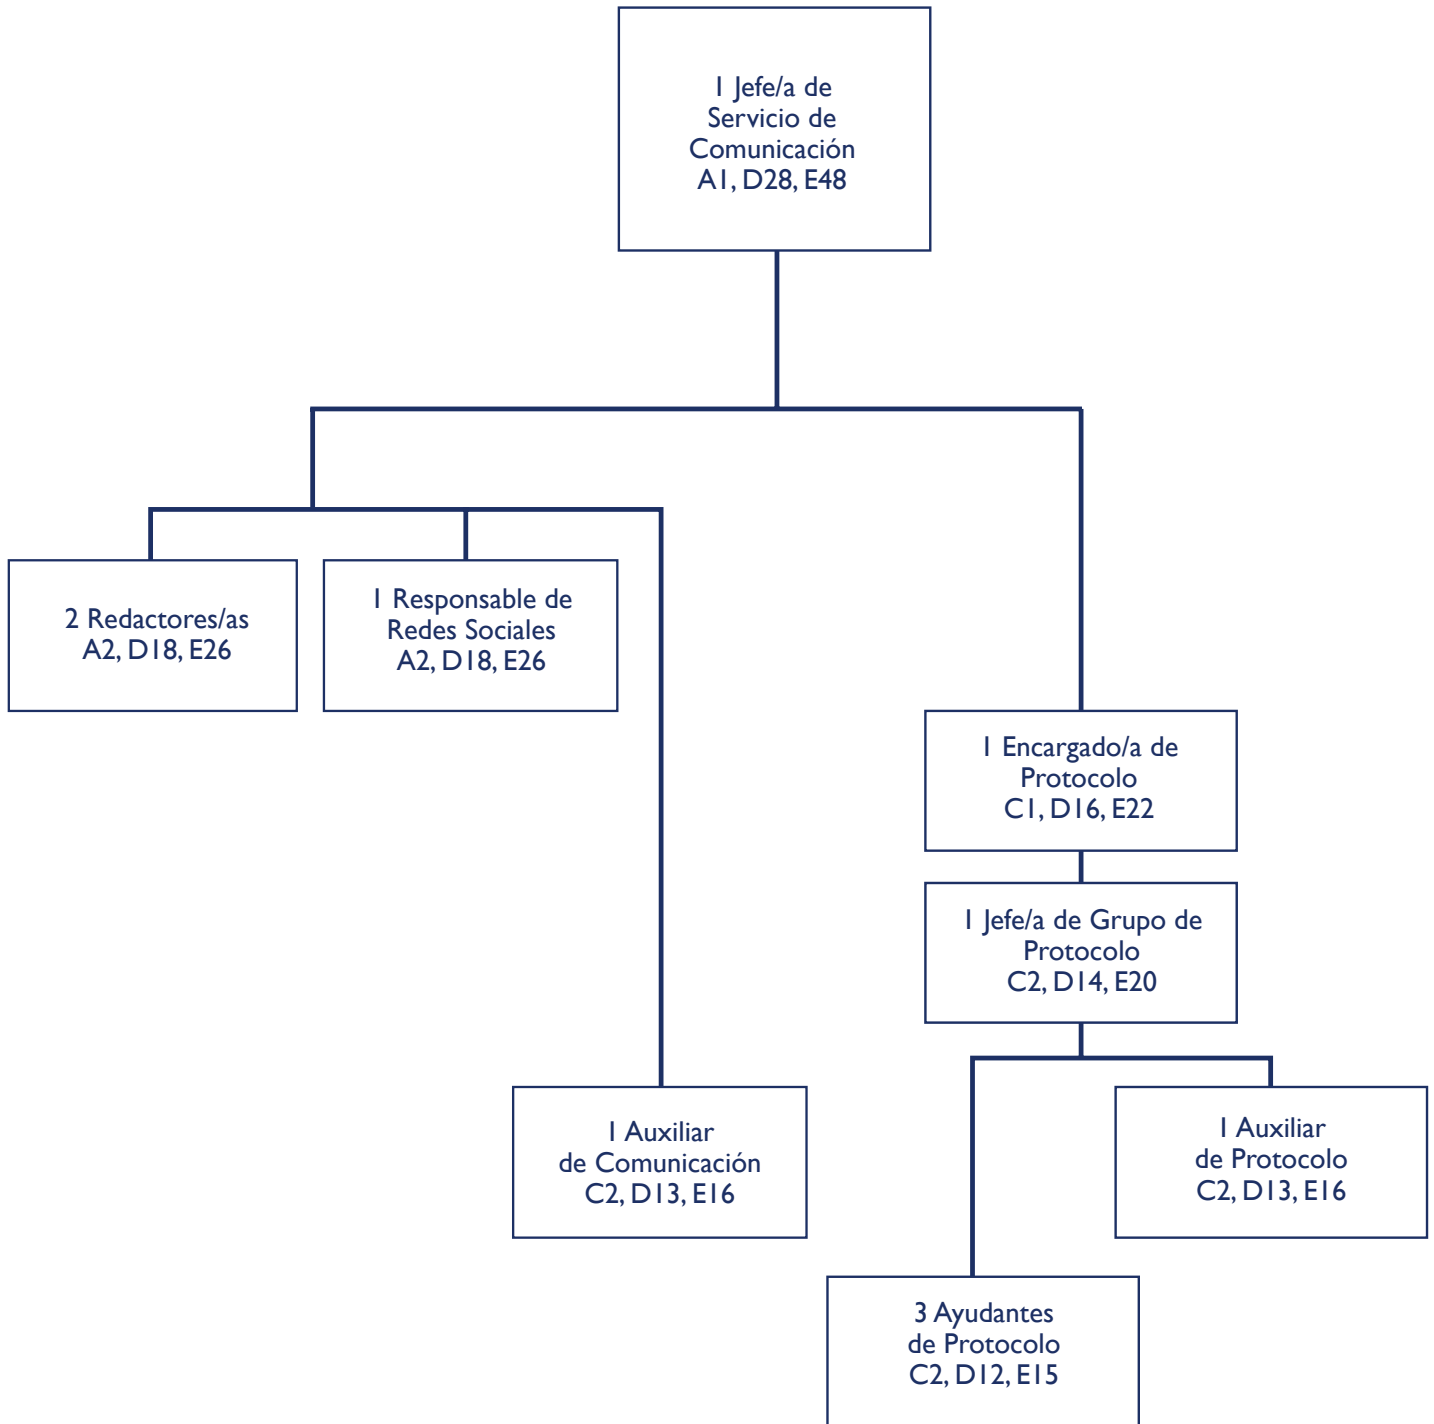 1 Jefe/a de
Servicio de
Comunicación
A1, D28, E48
2 Redactores/as
A2, D18, E26
1 Responsable de
Redes Sociales
A2, D18, E26
1 Encargado/a de
Protocolo
C1, D16, E22
1 Jefe/a de Grupo de
Protocolo
C2, D14, E20
1 Auxiliar
de Comunicación
C2, D13, E16
1 Auxiliar
de Protocolo
C2, D13, E16
3 Ayudantes
de Protocolo
C2, D12, E15